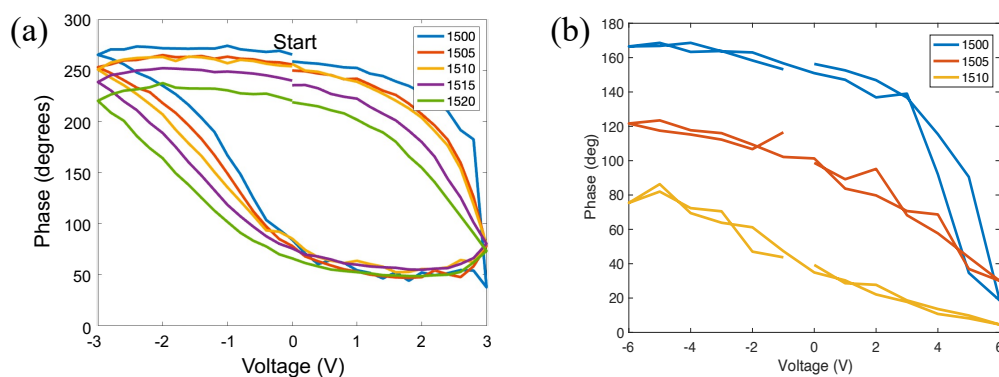 (a)
300
250
200
150
100
50
0
Phase (degrees)
-3 -2 -1 0 1 2 3
Voltage (V)
Start
1500
1505
1510
1515
1520
(b)
180
160
140
120
100
80
60
40
20
0
Phase (deg)
-6 -4 -2 0 2 4 6
Voltage (V)
1500
1505
1510